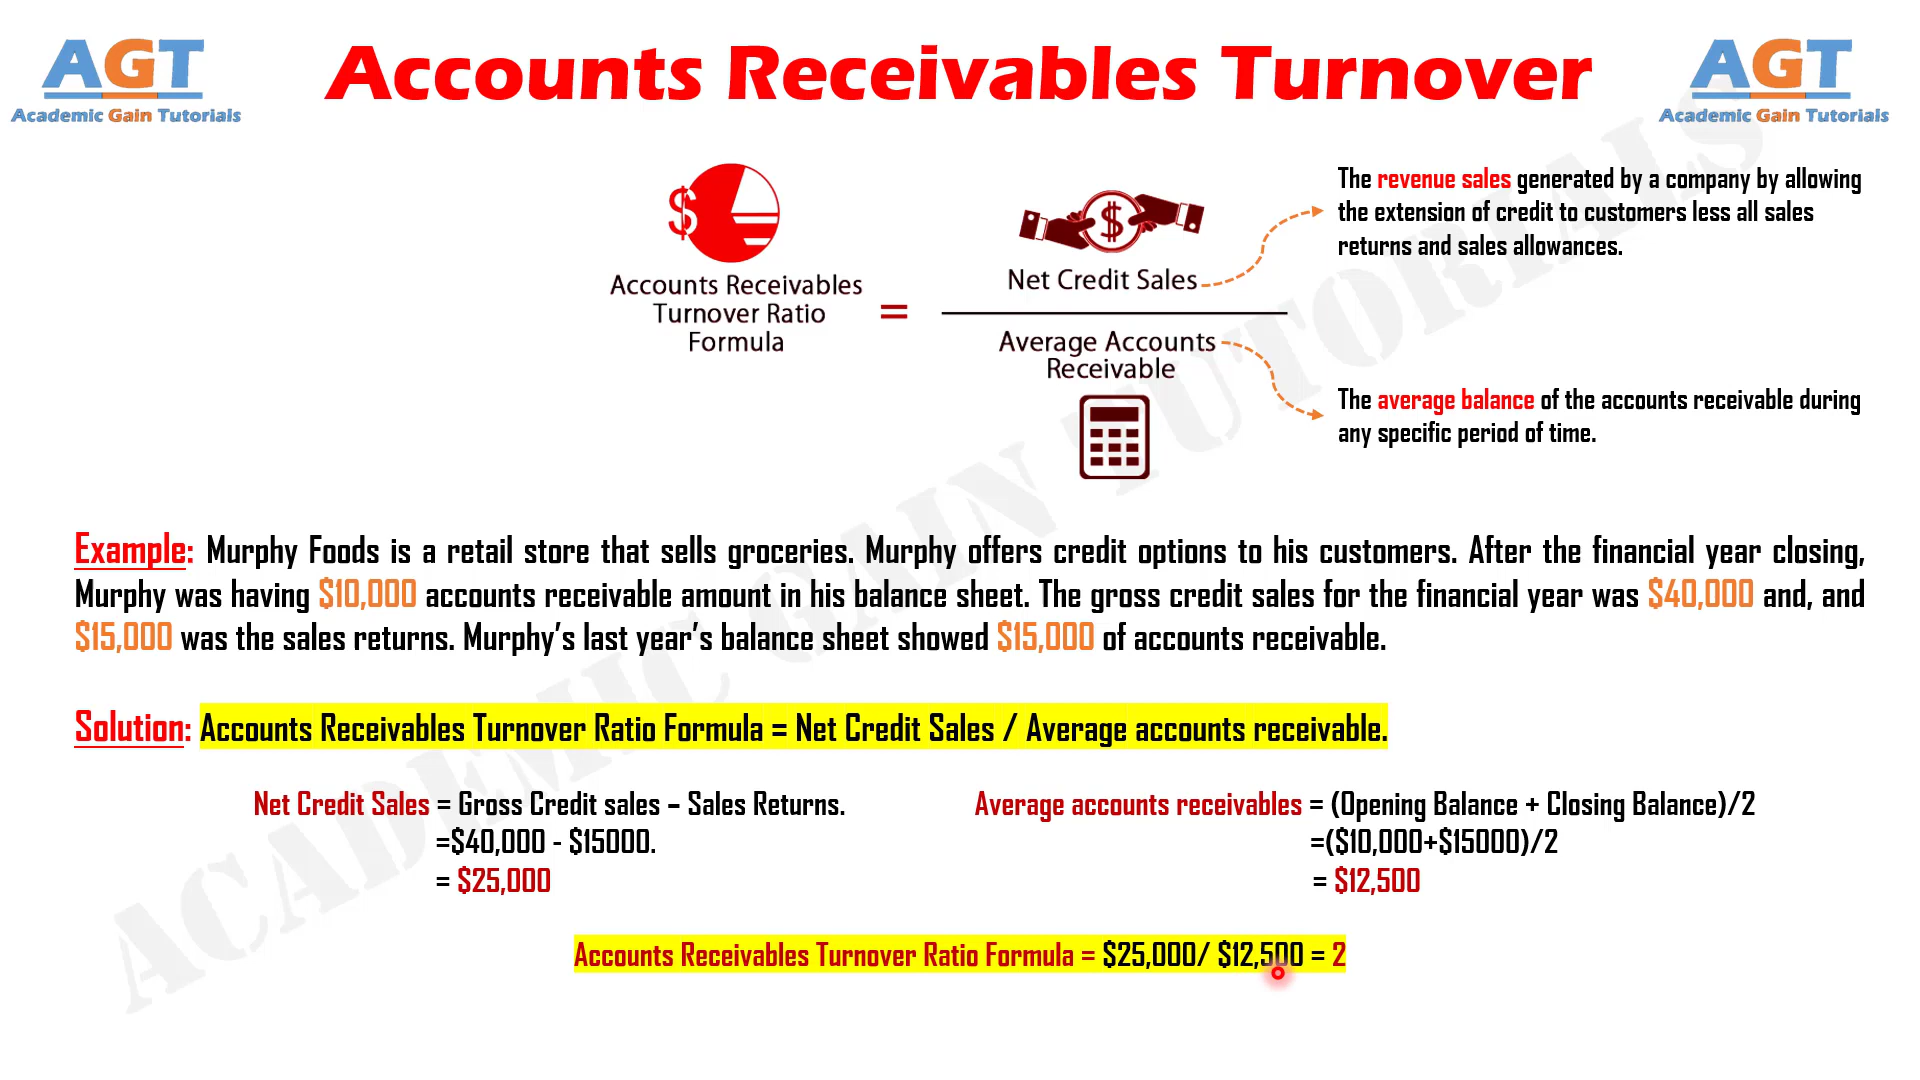 AGT
Academic Gain Tutorials
Accounts Receivables Turnover
AGT
Academic Gain Tutorials
$
Accounts Receivables
Turnover Ratio
Formula
=
$
Net Credit Sales
Average Accounts
Receivable
The revenue sales generated by a company by allowing
the extension of credit to customers less all sales
returns and sales allowances.
The average balance of the accounts receivable during
any specific period of time.
Example: Murphy Foods is a retail store that sells groceries. Murphy offers credit options to his customers. After the financial year closing,
Murphy was having $10,000 accounts receivable amount in his balance sheet. The gross credit sales for the financial year was $40,000 and, and
$15,000 was the sales returns. Murphy’s last year’s balance sheet showed $15,000 of accounts receivable.
Solution: Accounts Receivables Turnover Ratio Formula = Net Credit Sales / Average accounts receivable.
Net Credit Sales = Gross Credit sales – Sales Returns.
=$40,000 - $15000.
= $25,000
Average accounts receivables = (Opening Balance + Closing Balance)/2
=($10,000+$15000)/2
= $12,500
Accounts Receivables Turnover Ratio Formula = $25,000/ $12,500 = 2
ACADEMIC GAIN TUTORIALS